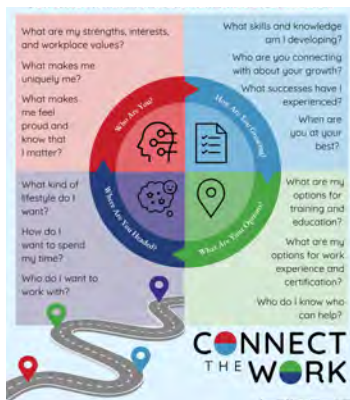 What are my strengths, interests,
and workplace values?
What makes me
uniquely me?
What makes
me feel
proud and
know that
I matter?
What skills and knowledge
am I developing?
Who are you connecting
with about your growth?
What successes have I
experienced?
When are
you at your
best?
Who Are You?
How Are You Growing?
Where Are You Headed?
What Are Your Options?
What kind of
lifestyle do I
want?
How do I
want to spend
my time?
Who do I want to
work with?
What are my
options for
training and
education?
What are my
options for work
experience and
certification?
Who do I know who
can help?
CONNECT
THE WORK